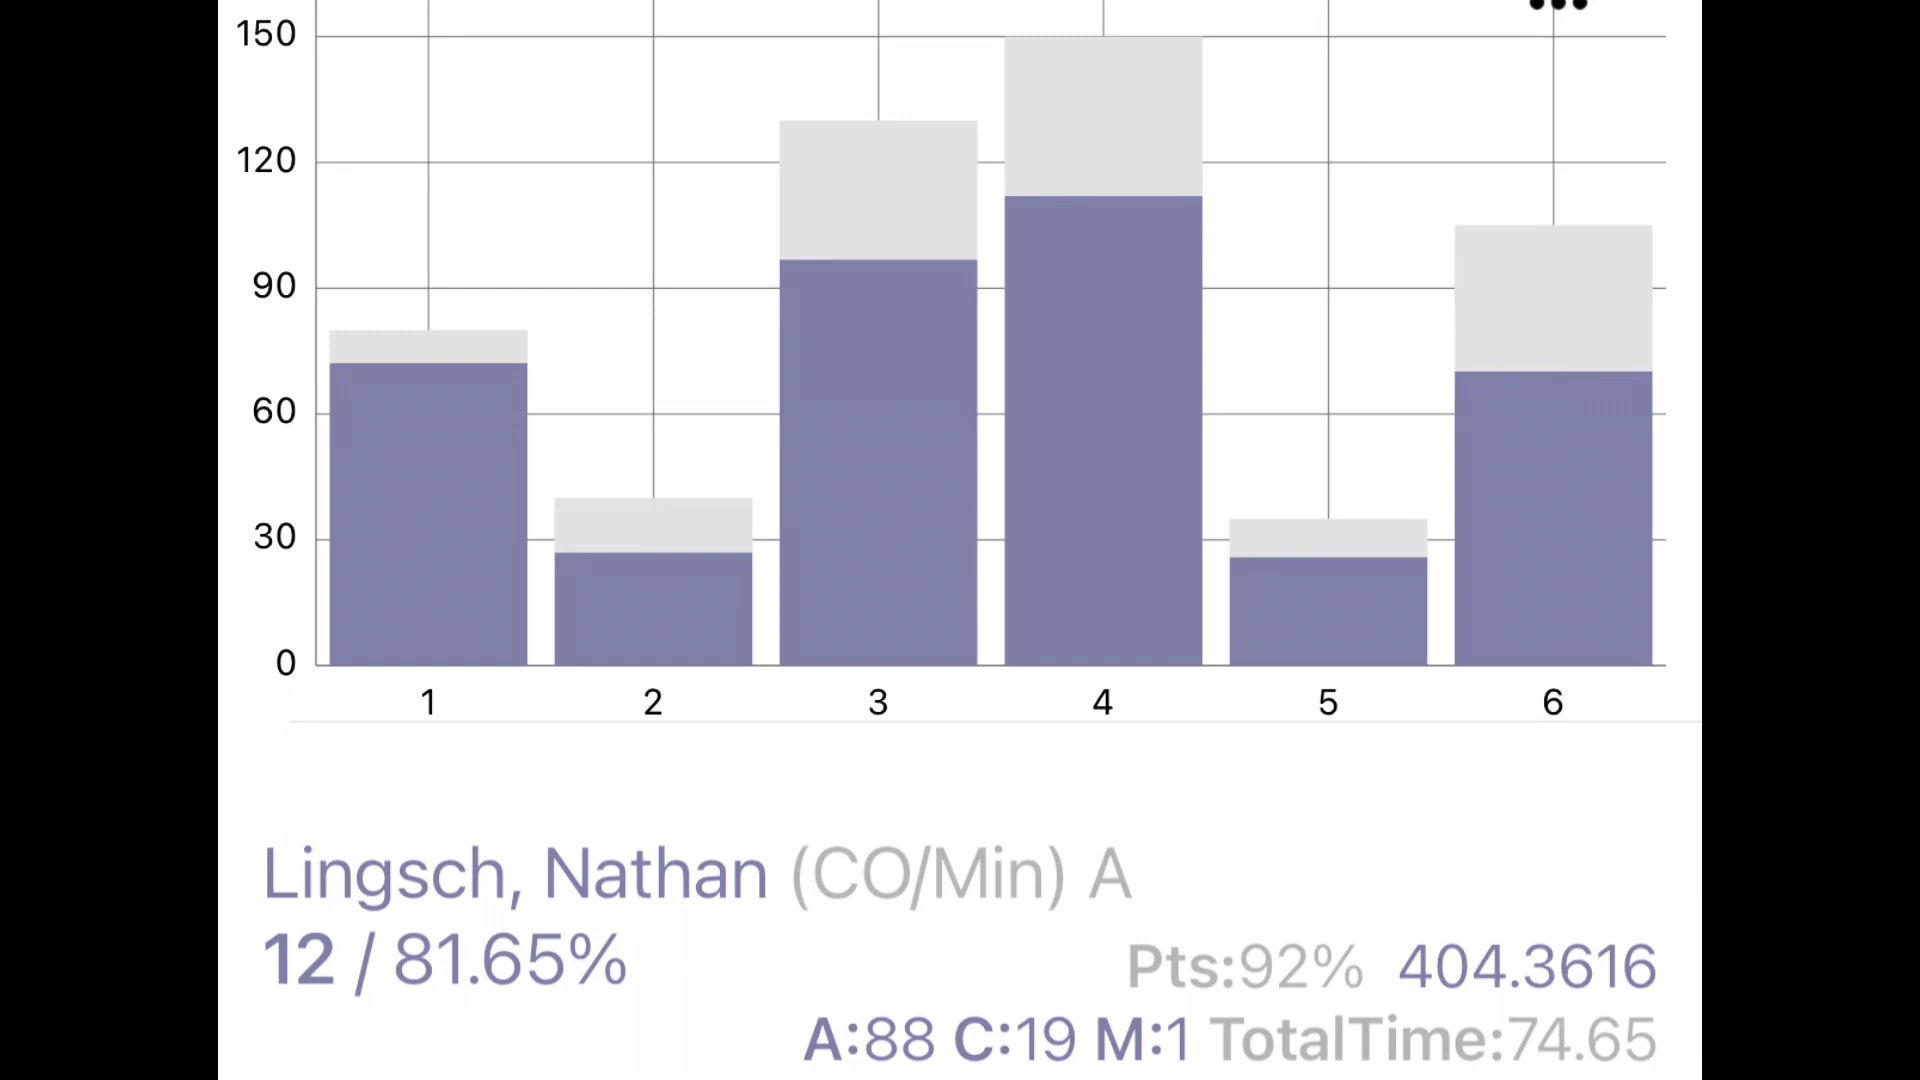 150
120
90
60
30
0
1 2 3 4 5 6
Lingsch, Nathan (CO/Min) A
12 / 81.65% Pts:92% 404.3616
A:88 C:19 M:1 TotalTime:74.65